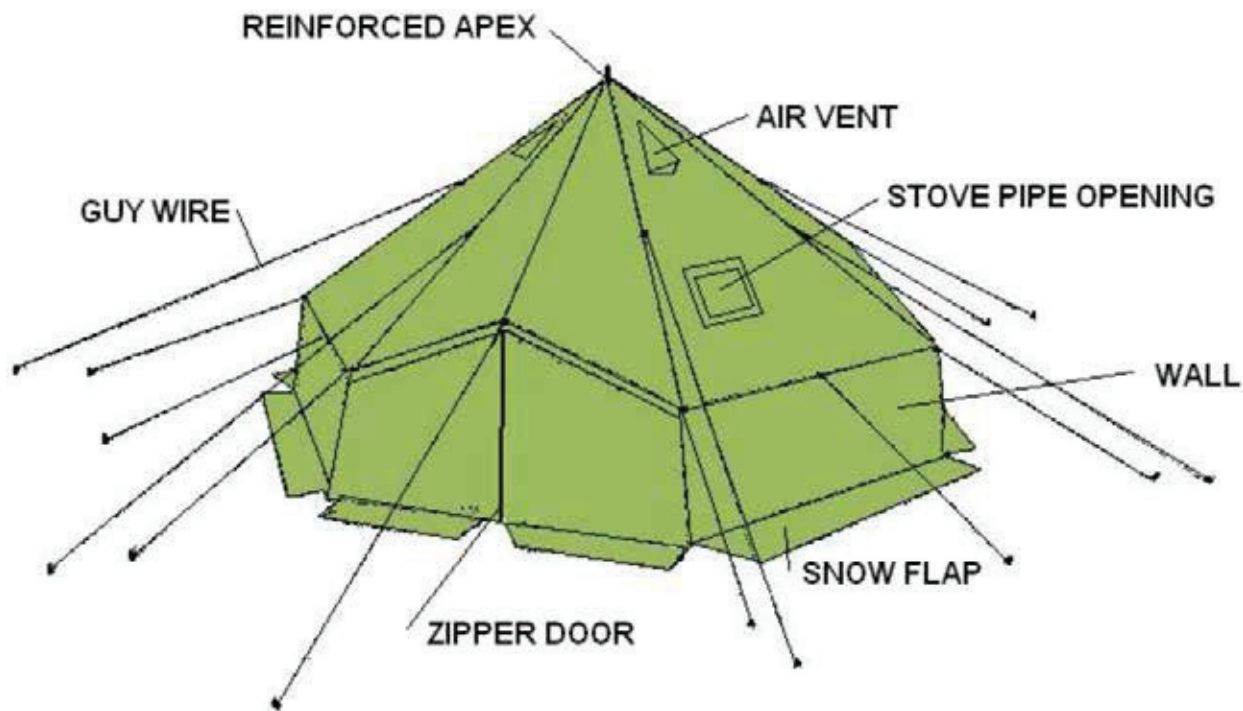 REINFORCED APEX
AIR VENT
STOVE PIPE OPENING
GUY WIRE
WALL
SNOW FLAP
ZIPPER DOOR